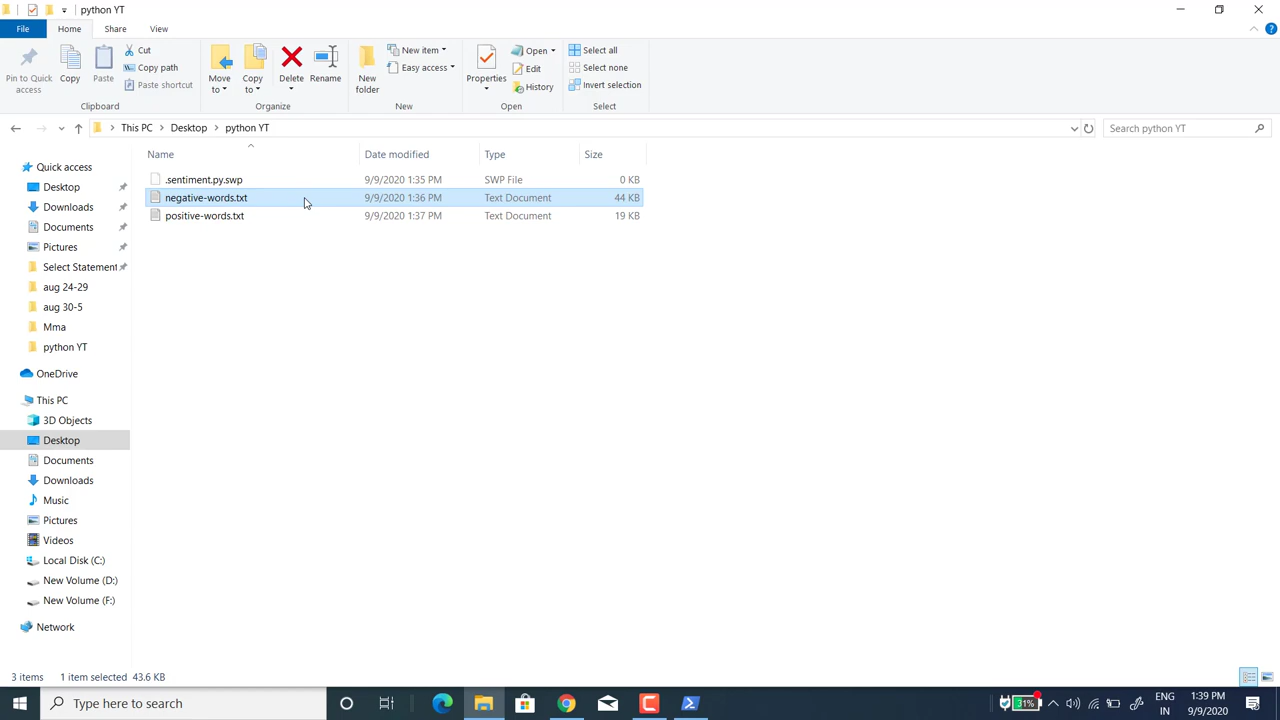 python YT
File
Home
Share
View
Pin to Quick access
Copy
Paste
Cut
Copy path
Paste shortcut
Clipboard
Move to
Copy to
Delete
Rename
Organize
New folder
New item
Easy access
New
Properties
Open
Edit
History
Open
Select all
Select none
Invert selection
Select
This PC
Desktop
python YT
Search python YT
Name
Date modified
Type
Size
.sentiment.py.swp 9/9/2020 1:35 PM SWP File 0 KB
negative-words.txt 9/9/2020 1:36 PM Text Document 44 KB
positive-words.txt 9/9/2020 1:37 PM Text Document 19 KB
Quick access
Desktop
Downloads
Documents
Pictures
Select Statement
aug 24-29
aug 30-5
Mma
python YT
OneDrive
This PC
3D Objects
Desktop
Documents
Downloads
Music
Pictures
Videos
Local Disk (C:)
New Volume (D:)
New Volume (F:)
Network
3 items
1 item selected 43.6 KB
Type here to search
31%
ENG
IN
1:39 PM
9/9/2020